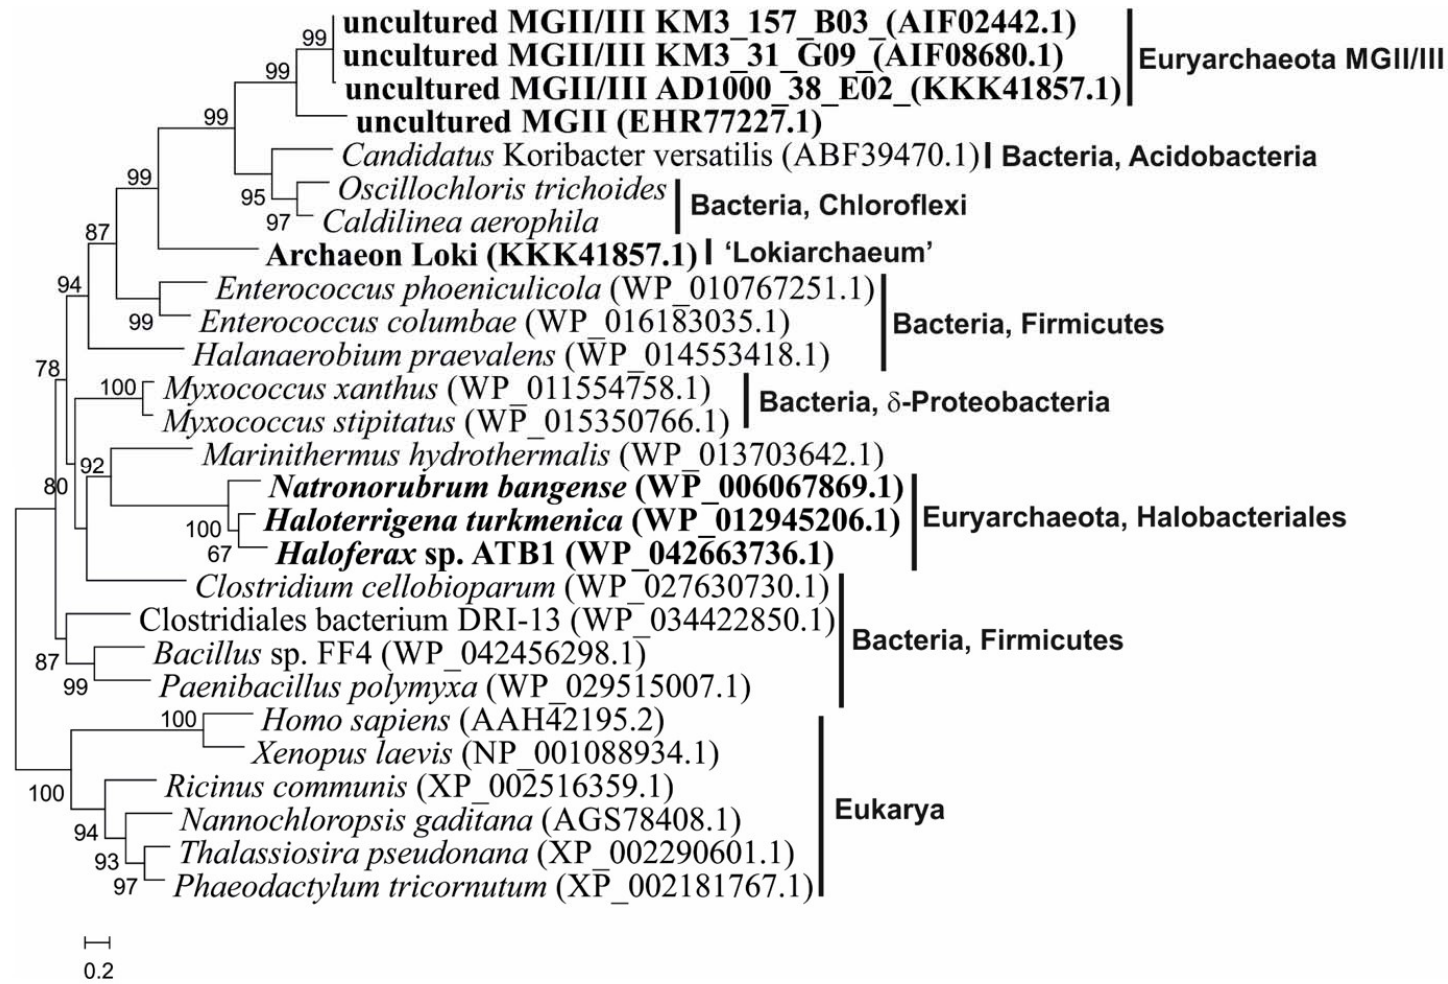 99 uncultured MGII/III KM3_157_B03_(AIF02442.1)
uncultured MGII/III KM3_31_G09_(AIF08680.1)
Euryarchaeota MGII/III
99
uncultured MGII/III AD1000_38_E02_(KKK41857.1)
99
uncultured MGII (EHR77227.1)
Candidatus Koribacter versatilis (ABF39470.1)
Bacteria, Acidobacteria
99
95
Oscillochloris trichoides
Bacteria, Chloroflexi
97
Caldilinea aerophila
87
Archaeon Loki (KKK41857.1)
‘Lokiarchaeum’
94
Enterococcus phoeniculicola (WP_010767251.1)
99
Enterococcus columbae (WP_016183035.1)
Bacteria, Firmicutes
Halanaerobium praevalens (WP_014553418.1)
78
100
Myxococcus xanthus (WP_011554758.1)
Bacteria, δ-Proteobacteria
Myxococcus stipitatus (WP_015350766.1)
Marinithermus hydrothermalis (WP_013703642.1)
92
80
Natronorubrum bangense (WP_006067869.1)
100
Haloterrigena turkmenica (WP_012945206.1)
Euryarchaeota, Halobacteriales
67
Haloferax sp. ATB1 (WP_042663736.1)
Clostridium cellobioparum (WP_027630730.1)
Clostridiales bacterium DRI-13 (WP_034422850.1)
Bacteria, Firmicutes
87
Bacillus sp. FF4 (WP_042456298.1)
99
Paenibacillus polymyxa (WP_029515007.1)
100
Homo sapiens (AAH42195.2)
Xenopus laevis (NP_001088934.1)
100
Ricinus communis (XP_002516359.1)
Eukarya
94
Nannochloropsis gaditana (AGS78408.1)
93
Thalassiosira pseudonana (XP_002290601.1)
97
Phaeodactylum tricornutum (XP_002181767.1)
0.2